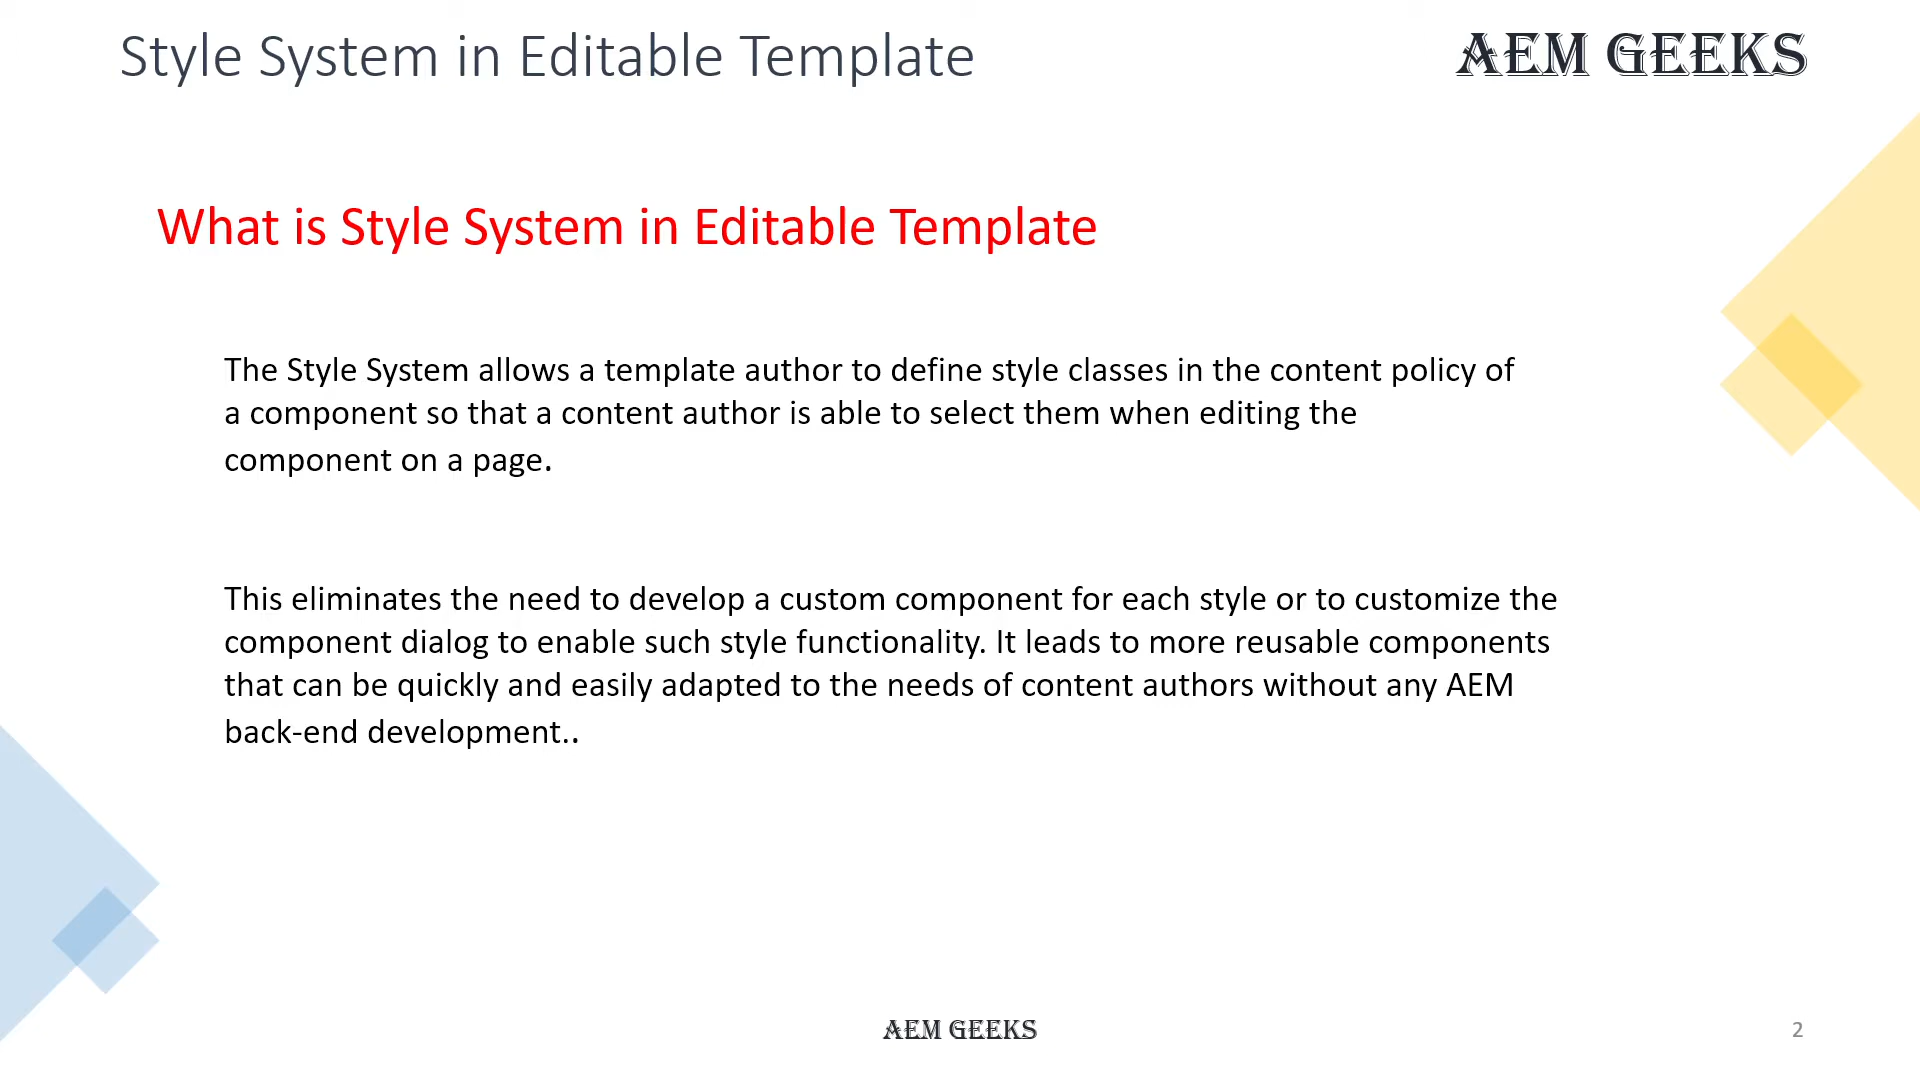 Style System in Editable Template
AEM GEEKS
What is Style System in Editable Template
The Style System allows a template author to define style classes in the content policy of
a component so that a content author is able to select them when editing the
component on a page.
This eliminates the need to develop a custom component for each style or to customize the
component dialog to enable such style functionality. It leads to more reusable components
that can be quickly and easily adapted to the needs of content authors without any AEM
back-end development..
AEM GEEKS
2